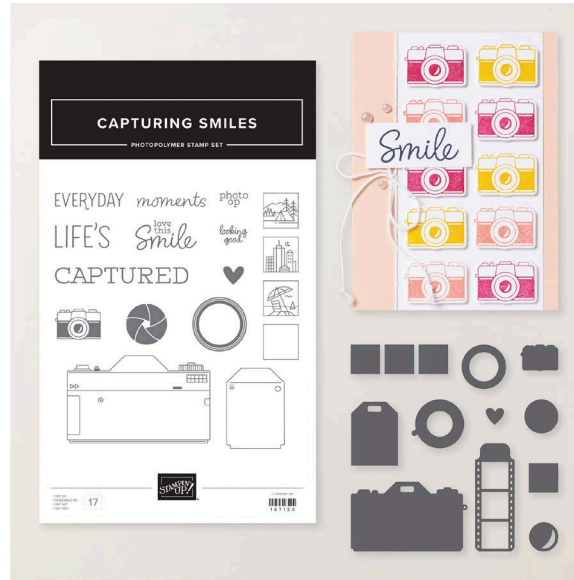 CAPTURING SMILES
PHOTOPOLYMER STAMP SET
EVERYDAY moments photo op
LIFE'S love this Smile looking good
CAPTURED
STAMPIN' UP!
17
167130
Smile